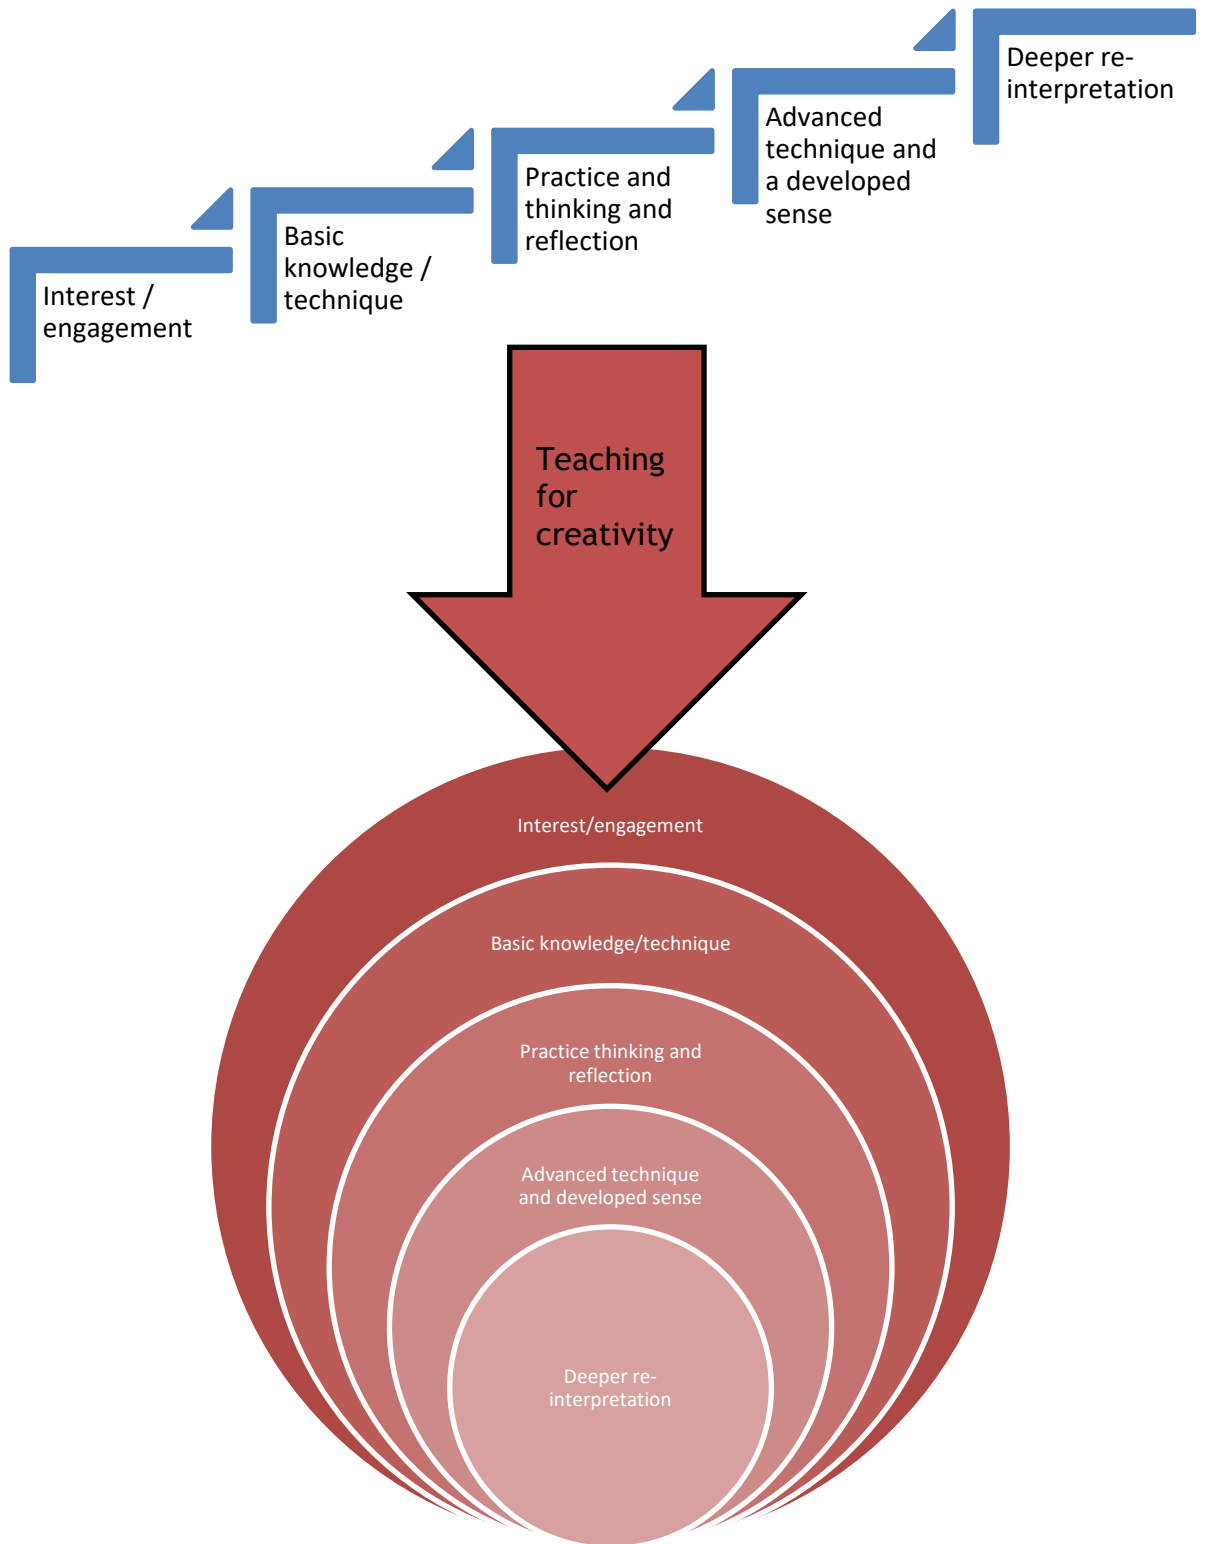 Deeper re-
interpretation
Advanced
technique and
a developed
sense
Practice and
thinking and
reflection
Basic
knowledge /
technique
Interest /
engagement
Teaching
for
creativity
Interest/engagement
Basic knowledge/technique
Practice thinking and
reflection
Advanced technique
and developed sense
Deeper re-
interpretation